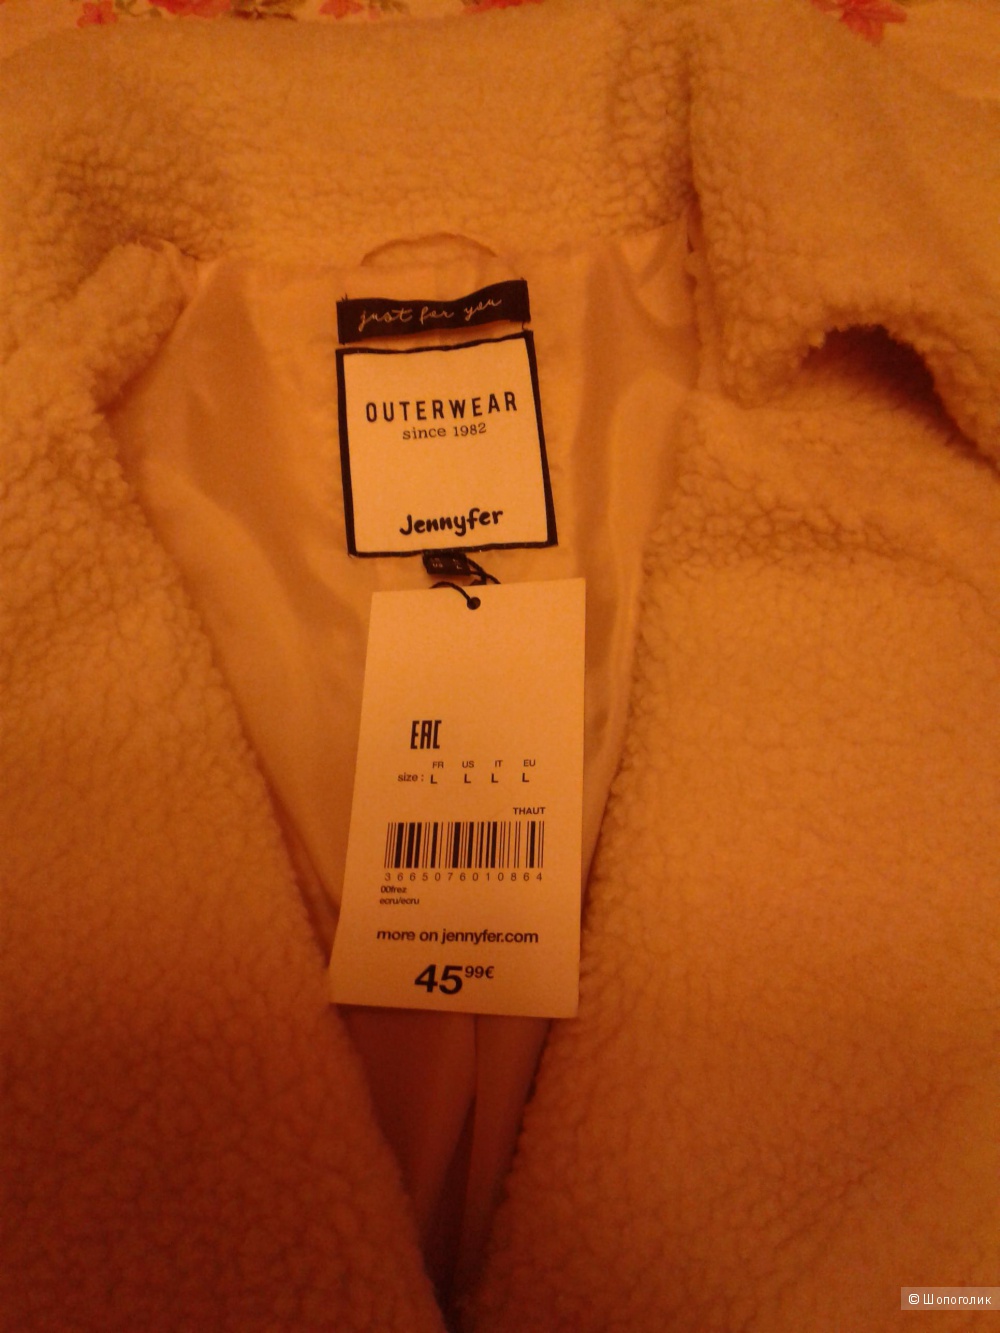 just for you
OUTERWEAR
since 1982
Jennyfer
EAC
FR US IT EU
size : L L L L
THAUT
3665076010864
00frez
ecru/ecru
more on jennyfer.com
45 99€
© Шопоголик